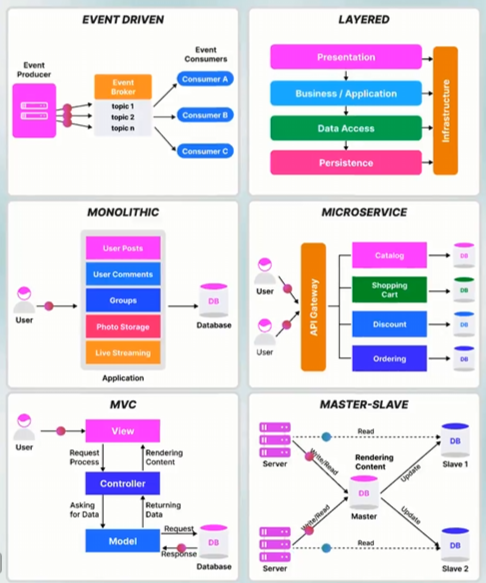 EVENT DRIVEN
Event
Producer
Event
Broker
topic 1
topic 2
topic n
Event
Consumers
Consumer A
Consumer B
Consumer C
LAYERED
Presentation
Business / Application
Data Access
Persistence
Infrastructure
MONOLITHIC
User
User Posts
User Comments
Groups
Photo Storage
Live Streaming
Application
DB
Database
MICROSERVICE
User
User
API Gateway
Catalog
DB
Shopping
Cart
DB
Discount
DB
Ordering
DB
MVC
User
View
Request
Process
Rendering
Content
Controller
Asking
for Data
Returning
Data
Model
Request
Response
DB
Database
MASTER-SLAVE
Server
Read
Write/Read
Rendering
Content
DB
Master
Update
DB
Slave 1
Server
Write/Read
Read
Update
DB
Slave 2